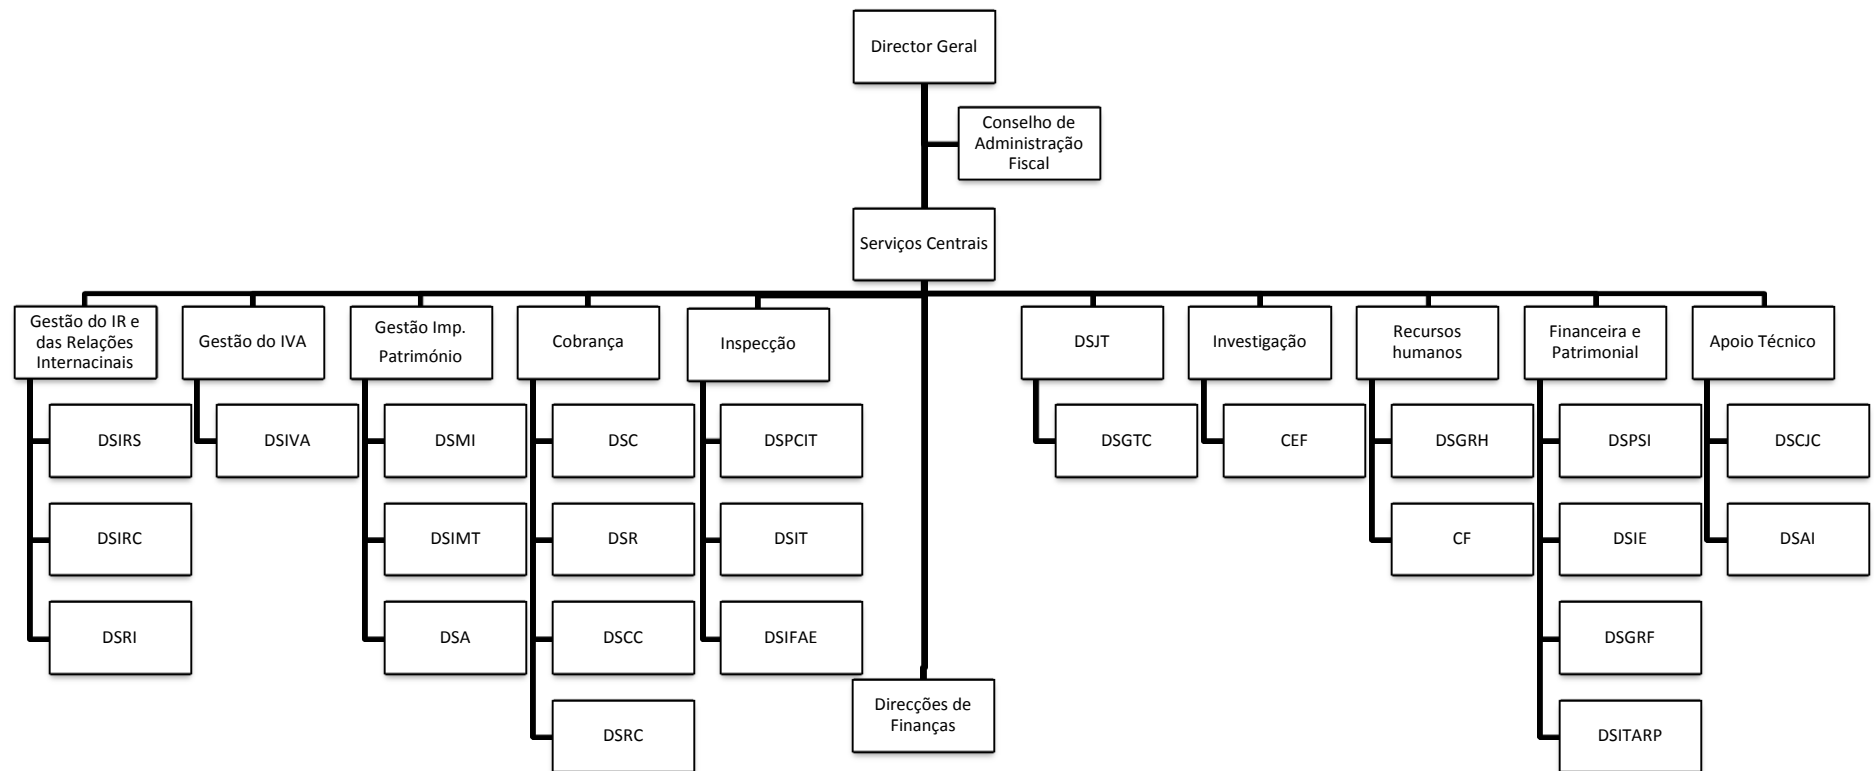 Director Geral
Conselho de
Administração
Fiscal
Serviços Centrais
Gestão do IR e
das Relações
Internacinais
Gestão do IVA
Gestão Imp.
Património
Cobrança
Inspecção
DSJT
Investigação
Recursos
humanos
Financeira e
Patrimonial
Apoio Técnico
DSIRS
DSIVA
DSMI
DSC
DSPCIT
DSGTC
CEF
DSGRH
DSPSI
DSCJC
DSIRC
DSIMT
DSR
DSIT
CF
DSIE
DSAI
DSRI
DSA
DSCC
DSIFAE
DSGRF
Direcções de
Finanças
DSRC
DSITARP